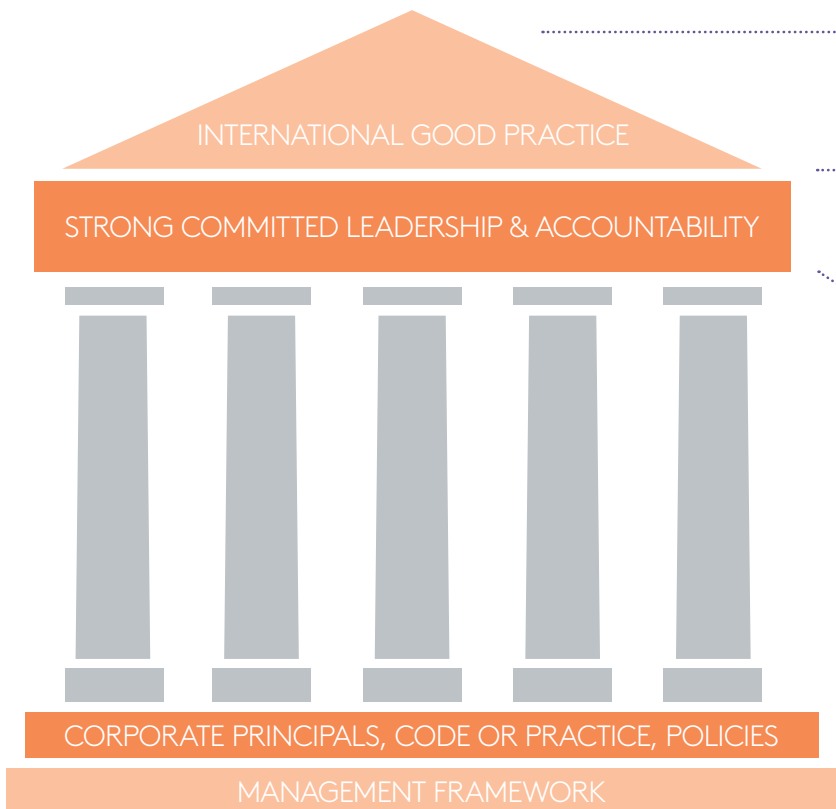 INTERNATIONAL GOOD PRACTICE
STRONG COMMITTED LEADERSHIP & ACCOUNTABILITY
CORPORATE PRINCIPALS, CODE OR PRACTICE, POLICIES
MANAGEMENT FRAMEWORK